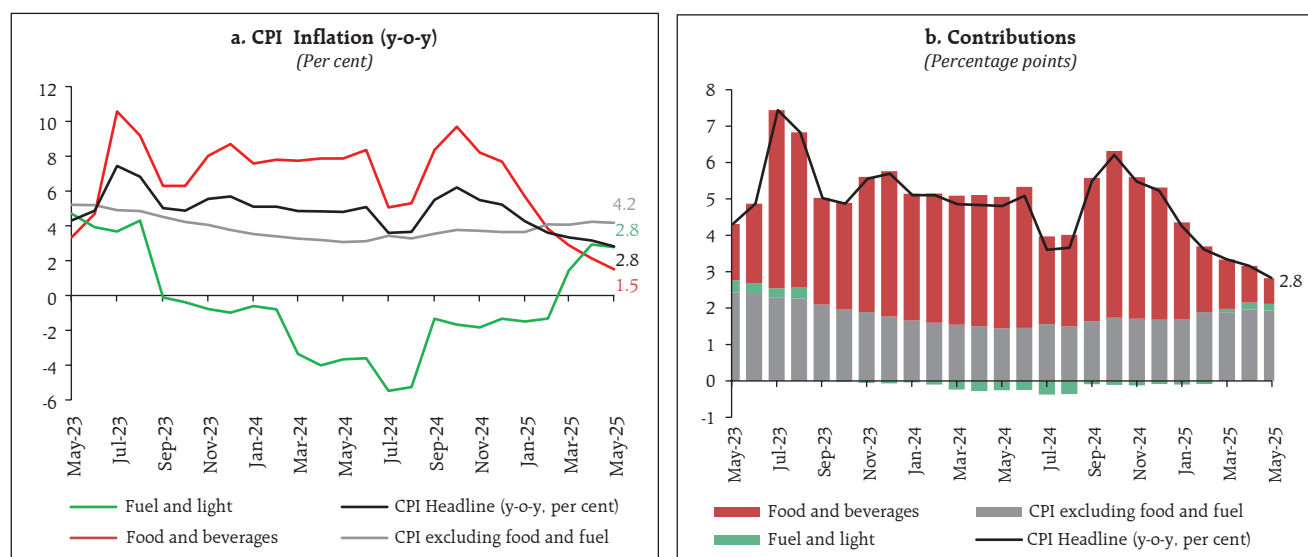 a. CPI Inflation (y-o-y)
(Per cent)
12
10
8
6
4
2
0
-2
-4
-6
4.2
2.8
2.8
1.5
May-23
Jul-23
Sep-23
Nov-23
Jan-24
Mar-24
May-24
Jul-24
Sep-24
Nov-24
Jan-25
Mar-25
May-25
Fuel and light
CPI Headline (y-o-y, per cent)
Food and beverages
CPI excluding food and fuel
b. Contributions
(Percentage points)
8
7
6
5
4
3
2
1
0
-1
2.8
May-23
Jul-23
Sep-23
Nov-23
Jan-24
Mar-24
May-24
Jul-24
Sep-24
Nov-24
Jan-25
Mar-25
May-25
Food and beverages
CPI excluding food and fuel
Fuel and light
CPI Headline (y-o-y, per cent)